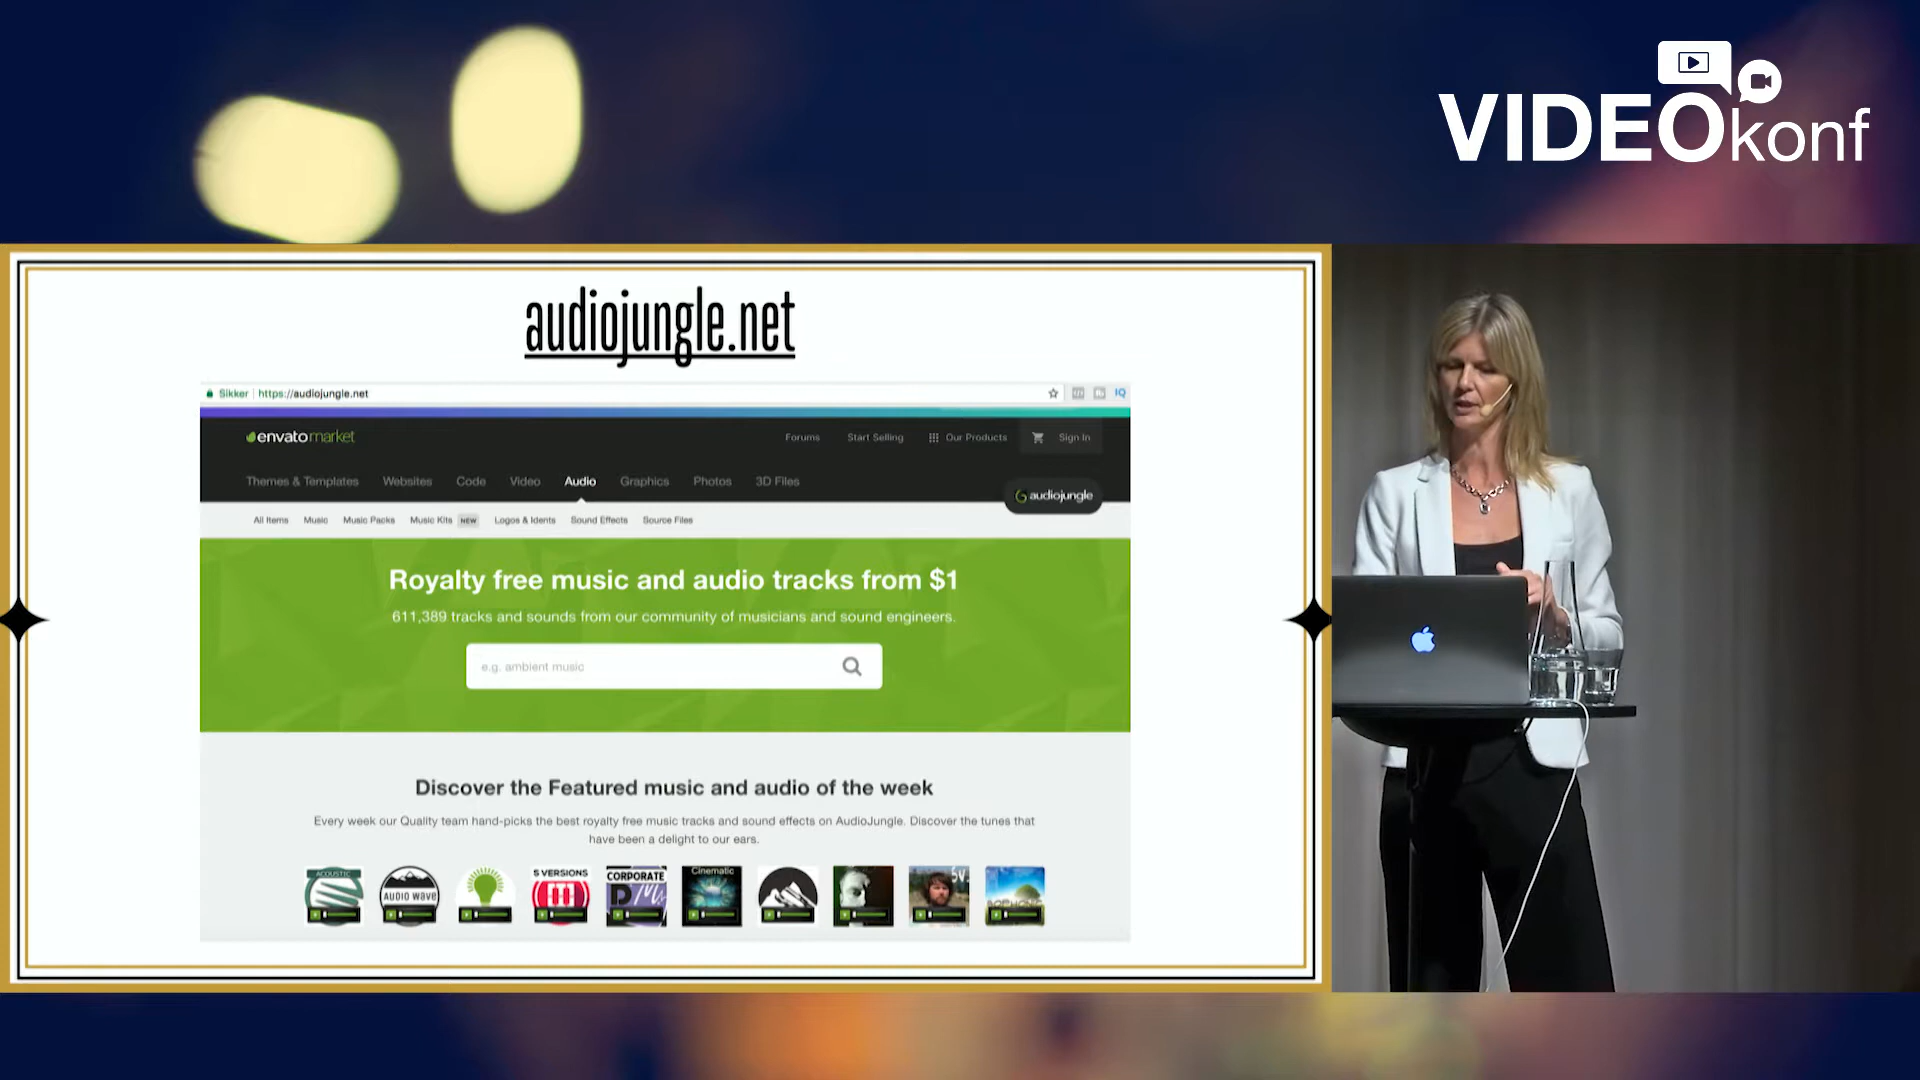 VIDEOkonf
audiojungle.net
Sikker https://audiojungle.net IQ
envatomarket Forums Start Selling Our Products Sign In
Themes & Templates Websites Code Video Audio Graphics Photos 3D Files
audiojungle
All Items Music Music Packs Music Kits NEW Logos & Idents Sound Effects Source Files
Royalty free music and audio tracks from $1
611,389 tracks and sounds from our community of musicians and sound engineers.
e.g. ambient music
Discover the Featured music and audio of the week
Every week our Quality team hand-picks the best royalty free music tracks and sound effects on AudioJungle. Discover the tunes that
have been a delight to our ears.
ACOUSTIC
AUDIO WAVE
5 VERSIONS
CORPORATE
Cinematic